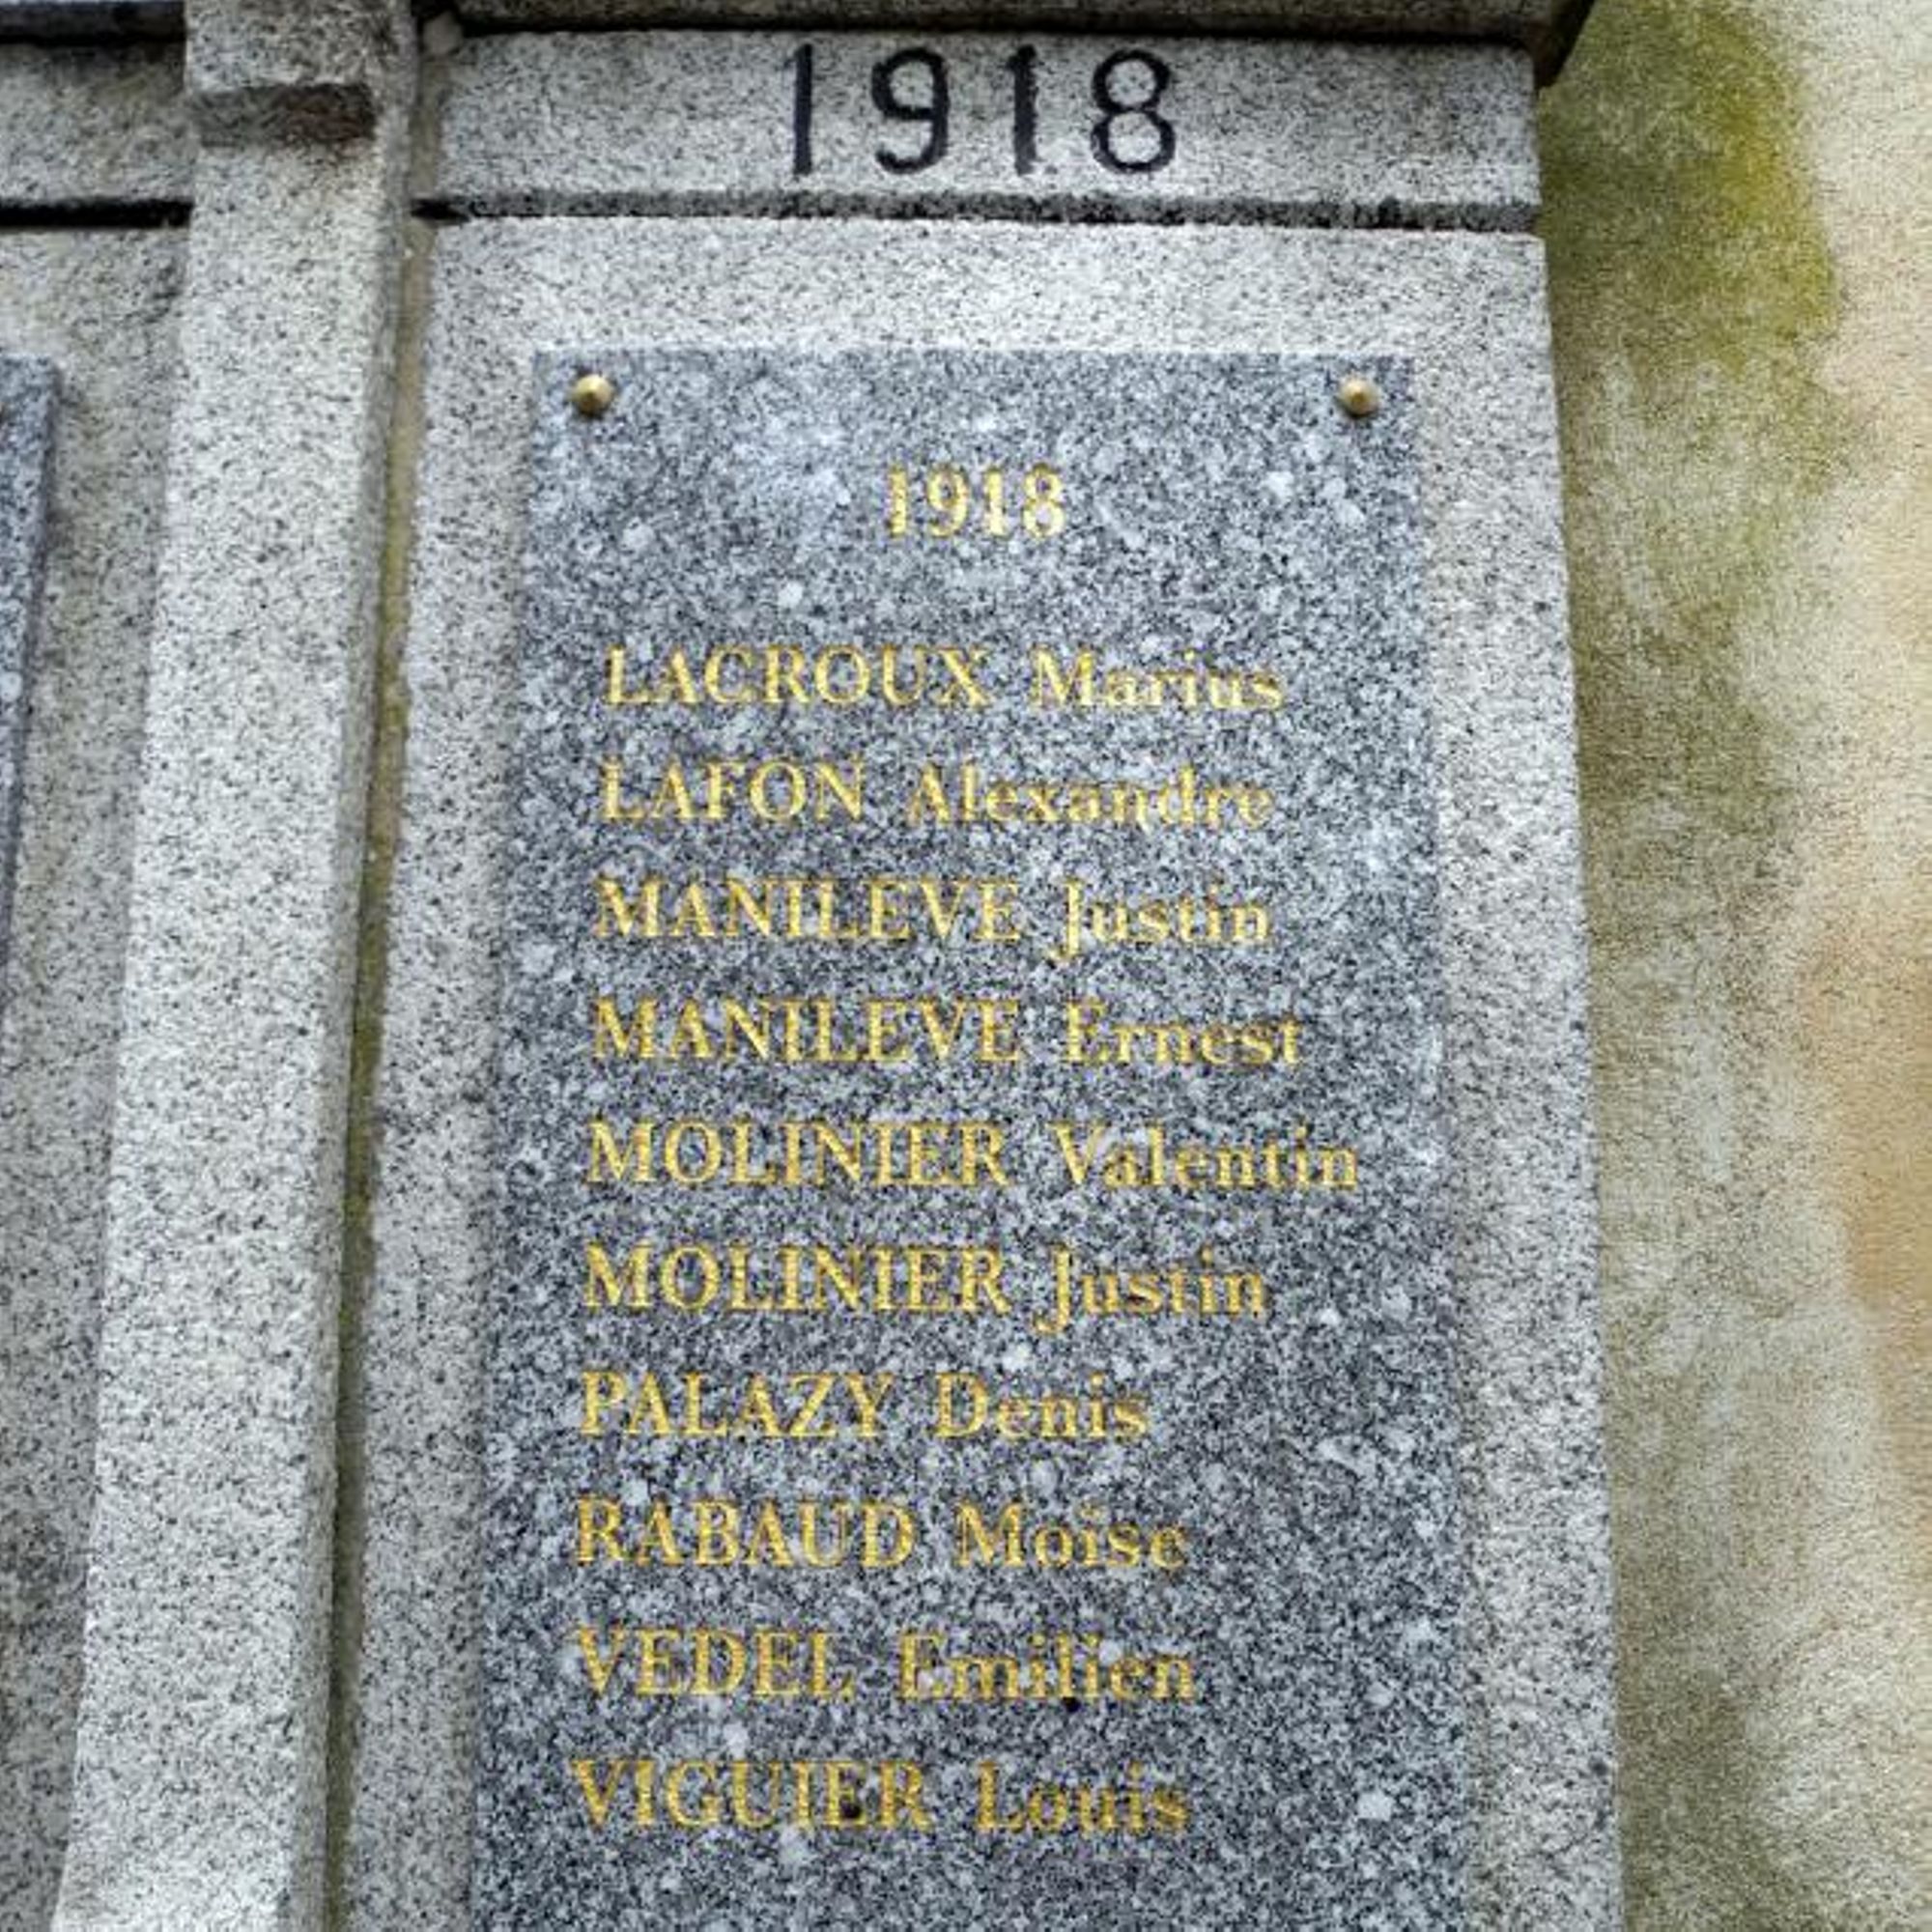 1918
1918
LACROUX Marius
LAFON Alexandre
MANILEVE Justin
MANILEVE Ernest
MOLINIER Valentin
MOLINIER Justin
PALAZY Denis
RABAUD Moise
VEDEL Emilien
VIGUIER Louis